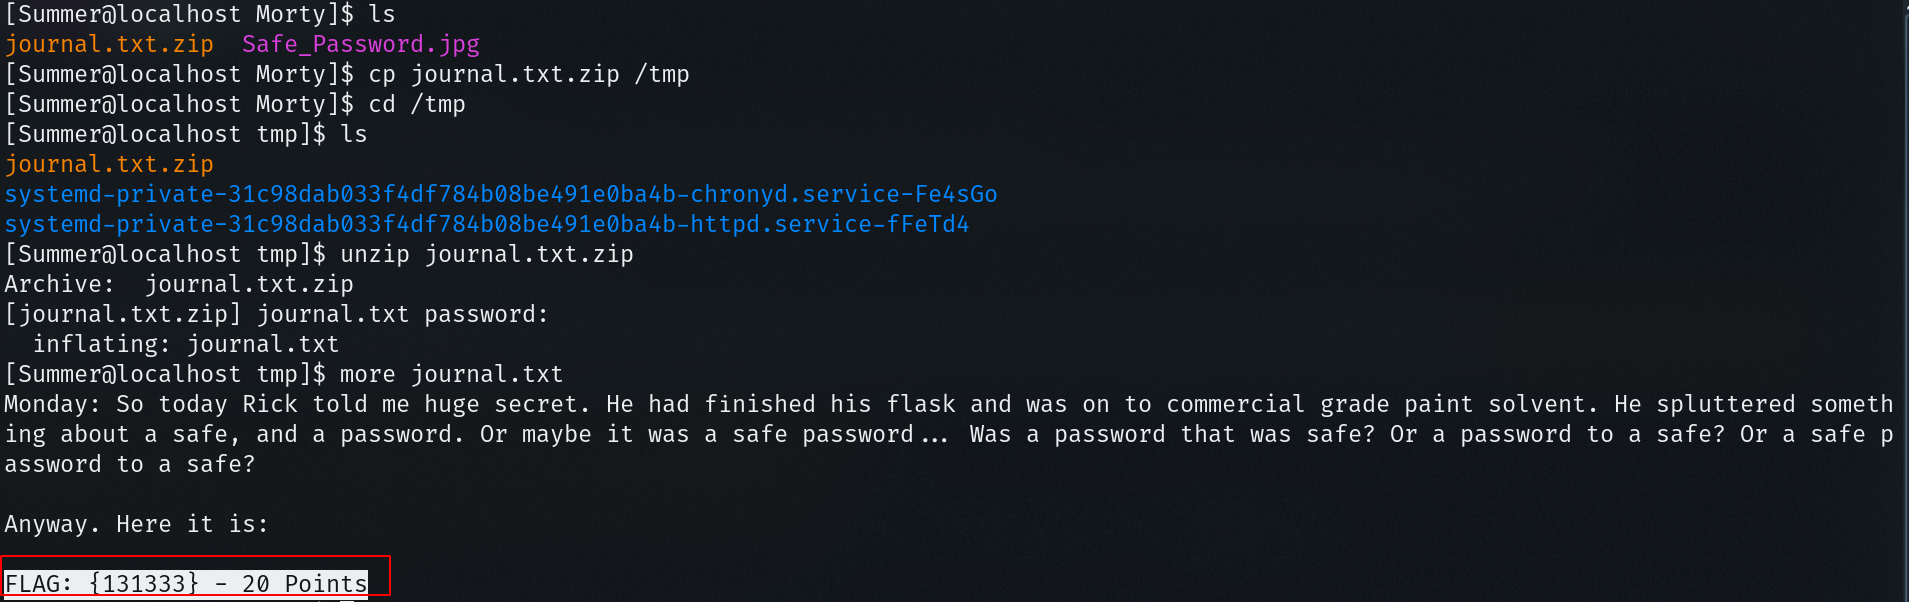 [Summer@localhost Morty]$ ls
journal.txt.zip  Safe_Password.jpg
[Summer@localhost Morty]$ cp journal.txt.zip /tmp
[Summer@localhost Morty]$ cd /tmp
[Summer@localhost tmp]$ ls
journal.txt.zip
systemd-private-31c98dab033f4df784b08be491e0ba4b-chronyd.service-Fe4sGo
systemd-private-31c98dab033f4df784b08be491e0ba4b-httpd.service-fFeTd4
[Summer@localhost tmp]$ unzip journal.txt.zip
Archive:  journal.txt.zip
[journal.txt.zip] journal.txt password:
  inflating: journal.txt
[Summer@localhost tmp]$ more journal.txt
Monday: So today Rick told me huge secret. He had finished his flask and was on to commercial grade paint solvent. He spluttered someth
ing about a safe, and a password. Or maybe it was a safe password... Was a password that was safe? Or a password to a safe? Or a safe p
assword to a safe?
Anyway. Here it is:
FLAG: {131333} - 20 Points